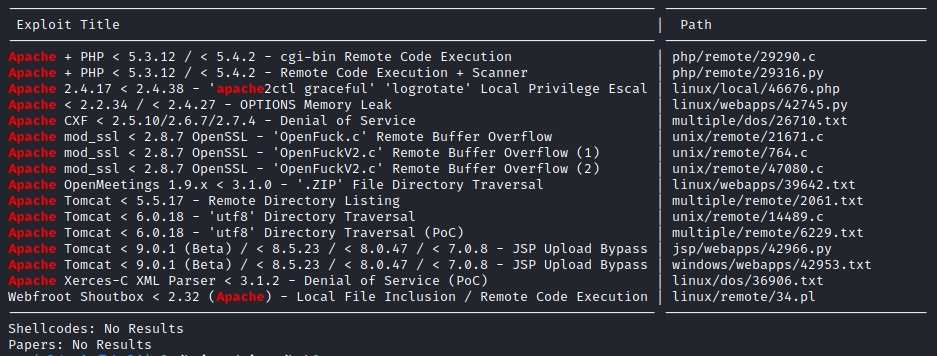 Exploit Title | Path
Apache + PHP < 5.3.12 / < 5.4.2 - cgi-bin Remote Code Execution | php/remote/29290.c
Apache + PHP < 5.3.12 / < 5.4.2 - Remote Code Execution + Scanner | php/remote/29316.py
Apache 2.4.17 < 2.4.38 - 'apache2ctl graceful' 'logrotate' Local Privilege Escal | linux/local/46676.php
Apache < 2.2.34 / < 2.4.27 - OPTIONS Memory Leak | linux/webapps/42745.py
Apache CXF < 2.5.10/2.6.7/2.7.4 - Denial of Service | multiple/dos/26710.txt
Apache mod_ssl < 2.8.7 OpenSSL - 'OpenFuck.c' Remote Buffer Overflow | unix/remote/21671.c
Apache mod_ssl < 2.8.7 OpenSSL - 'OpenFuckV2.c' Remote Buffer Overflow (1) | unix/remote/764.c
Apache mod_ssl < 2.8.7 OpenSSL - 'OpenFuckV2.c' Remote Buffer Overflow (2) | unix/remote/47080.c
Apache OpenMeetings 1.9.x < 3.1.0 - '.ZIP' File Directory Traversal | linux/webapps/39642.txt
Apache Tomcat < 5.5.17 - Remote Directory Listing | multiple/remote/2061.txt
Apache Tomcat < 6.0.18 - 'utf8' Directory Traversal | unix/remote/14489.c
Apache Tomcat < 6.0.18 - 'utf8' Directory Traversal (PoC) | multiple/remote/6229.txt
Apache Tomcat < 9.0.1 (Beta) / < 8.5.23 / < 8.0.47 / < 7.0.8 - JSP Upload Bypass | jsp/webapps/42966.py
Apache Tomcat < 9.0.1 (Beta) / < 8.5.23 / < 8.0.47 / < 7.0.8 - JSP Upload Bypass | windows/webapps/42953.txt
Apache Xerces-C XML Parser < 3.1.2 - Denial of Service (PoC) | linux/dos/36906.txt
Webfroot Shoutbox < 2.32 (Apache) - Local File Inclusion / Remote Code Execution | linux/remote/34.pl
Shellcodes: No Results
Papers: No Results